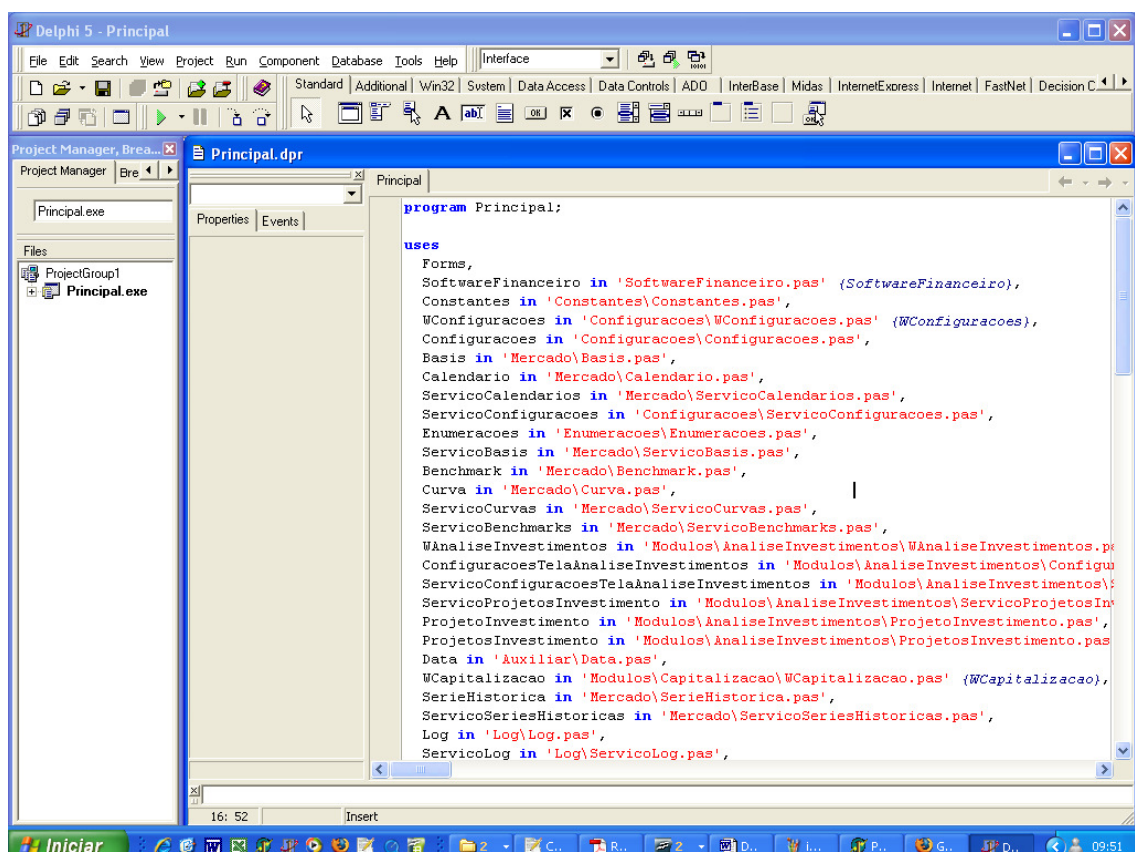 Delphi 5 - Principal
File Edit Search View Project Run Component Database Tools Help Interface
Standard Additional Win32 System Data Access Data Controls ADO InterBase Midas InternetExpress Internet FastNet Decision C
Project Manager, Brea...
Project Manager Bre
Principal.exe
Files
ProjectGroup1
Principal.exe
Principal.dpr
Properties Events
Principal
program Principal;
uses
Forms,
SoftwareFinanceiro in 'SoftwareFinanceiro.pas' {SoftwareFinanceiro},
Constantes in 'Constantes\Constantes.pas',
WConfiguracoes in 'Configuracoes\WConfiguracoes.pas' {WConfiguracoes},
Configuracoes in 'Configuracoes\Configuracoes.pas',
Basis in 'Mercado\Basis.pas',
Calendario in 'Mercado\Calendario.pas',
ServicoCalendarios in 'Mercado\ServicoCalendarios.pas',
ServicoConfiguracoes in 'Configuracoes\ServicoConfiguracoes.pas',
Enumeracoes in 'Enumeracoes\Enumeracoes.pas',
ServicoBasis in 'Mercado\ServicoBasis.pas',
Benchmark in 'Mercado\Benchmark.pas',
Curva in 'Mercado\Curva.pas',
ServicoCurvas in 'Mercado\ServicoCurvas.pas',
ServicoBenchmarks in 'Mercado\ServicoBenchmarks.pas',
WAnaliseInvestimentos in 'Modulos\AnaliseInvestimentos\WAnaliseInvestimentos.pa
ConfiguracoesTelaAnaliseInvestimentos in 'Modulos\AnaliseInvestimentos\Configu
ServicoConfiguracoesTelaAnaliseInvestimentos in 'Modulos\AnaliseInvestimentos\S
ServicoProjetosInvestimento in 'Modulos\AnaliseInvestimentos\ServicoProjetosInv
ProjetoInvestimento in 'Modulos\AnaliseInvestimentos\ProjetoInvestimento.pas',
ProjetosInvestimento in 'Modulos\AnaliseInvestimentos\ProjetosInvestimento.pas
Data in 'Auxiliar\Data.pas',
WCapitalizacao in 'Modulos\Capitalizacao\WCapitalizacao.pas' {WCapitalizacao},
SerieHistorica in 'Mercado\SerieHistorica.pas',
ServicoSeriesHistoricas in 'Mercado\ServicoSeriesHistoricas.pas',
Log in 'Log\Log.pas',
ServicoLog in 'Log\ServicoLog.pas',
16: 52 Insert
Iniciar 2 C.. R.. 2 D.. i... P.. G.. D.. 09:51